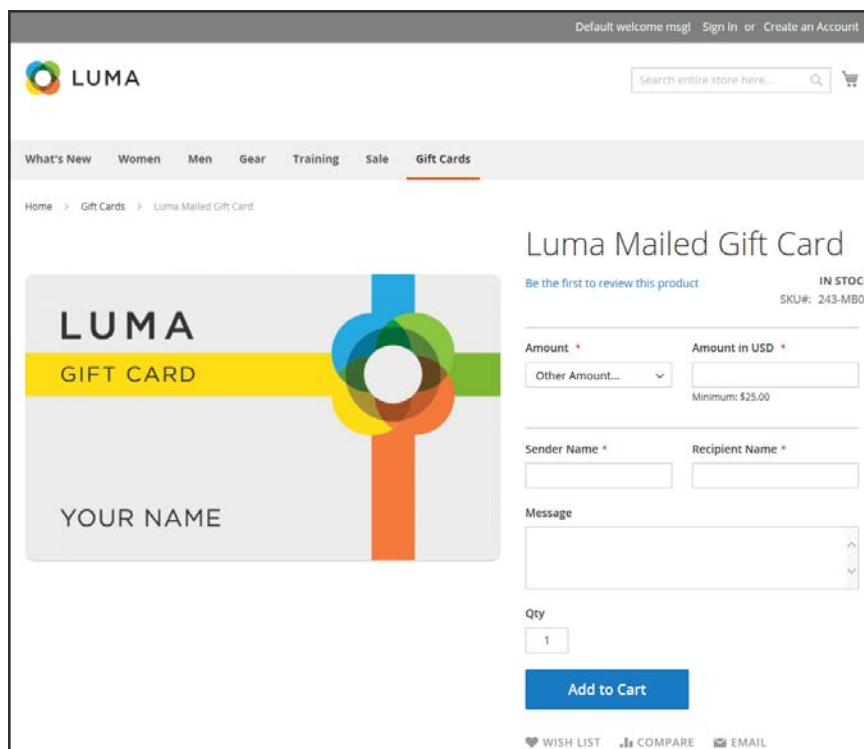 Default welcome msg! Sign In or Create an Account
LUMA
Search entire store here...
What's New Women Men Gear Training Sale Gift Cards
Home > Gift Cards > Luma Mailed Gift Card
Luma Mailed Gift Card
Be the first to review this product
IN STOC
SKU#: 243-MB0
LUMA
GIFT CARD
YOUR NAME
Amount * Amount in USD *
Other Amount...
Minimum: $25.00
Sender Name * Recipient Name *
Message
Qty
1
Add to Cart
WISH LIST COMPARE EMAIL